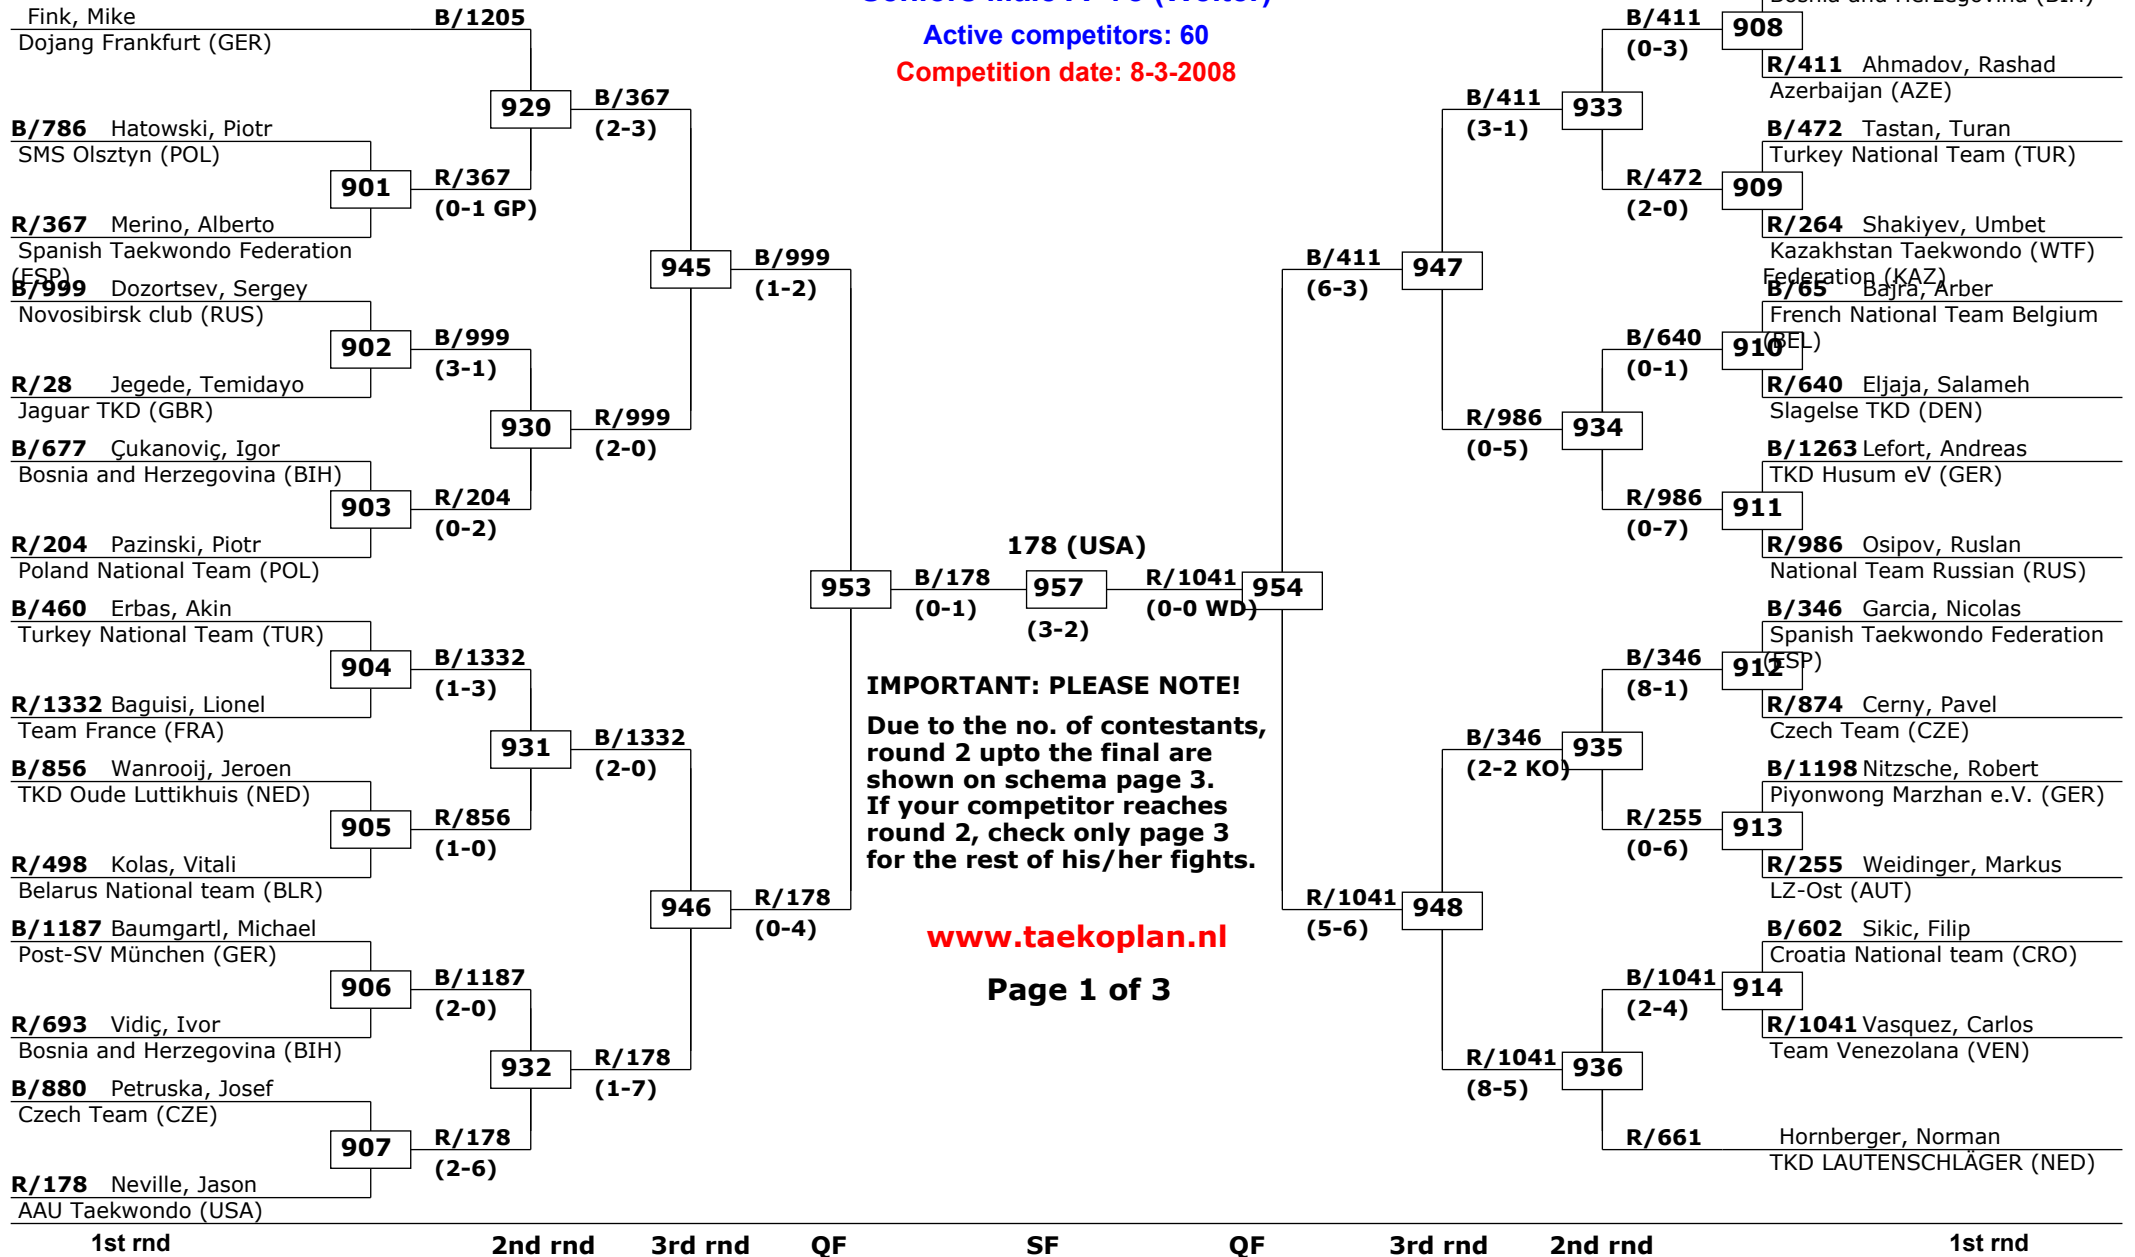 Seniors Male A -78 (Welter)
Active competitors: 60
Competition date: 8-3-2008
Fink, Mike
Dojang Frankfurt (GER)
B/1205
B/786 Hatowski, Piotr
SMS Olsztyn (POL)
901
R/367 Merino, Alberto
Spanish Taekwondo Federation
(ESP)
B/999 Dozortsev, Sergey
Novosibirsk club (RUS)
902
R/28 Jegede, Temidayo
Jaguar TKD (GBR)
B/677 Çukanoviç, Igor
Bosnia and Herzegovina (BIH)
903
R/204 Pazinski, Piotr
Poland National Team (POL)
B/460 Erbas, Akin
Turkey National Team (TUR)
904
R/1332 Baguisi, Lionel
Team France (FRA)
B/856 Wanrooij, Jeroen
TKD Oude Luttikhuis (NED)
905
R/498 Kolas, Vitali
Belarus National team (BLR)
B/1187 Baumgartl, Michael
Post-SV München (GER)
906
R/693 Vidiç, Ivor
Bosnia and Herzegovina (BIH)
B/880 Petruska, Josef
Czech Team (CZE)
907
R/178 Neville, Jason
AAU Taekwondo (USA)
R/367
(0-1 GP)
B/999
(3-1)
R/204
(0-2)
B/1332
(1-3)
R/856
(1-0)
B/1187
(2-0)
R/178
(2-6)
929
930
931
932
B/367
(2-3)
R/999
(2-0)
B/1332
(2-0)
R/178
(1-7)
945
946
B/999
(1-2)
R/178
(0-4)
953
B/178
(0-1)
178 (USA)
957
(3-2)
R/1041
(0-0 WD)
954
IMPORTANT: PLEASE NOTE!
Due to the no. of contestants,
round 2 upto the final are
shown on schema page 3.
If your competitor reaches
round 2, check only page 3
for the rest of his/her fights.
www.taekoplan.nl
Page 1 of 3
B/411
(6-3)
R/1041
(5-6)
947
948
B/411
(3-1)
R/986
(0-5)
B/346
(2-2 KO)
R/1041
(8-5)
933
934
935
936
B/411
(0-3)
R/472
(2-0)
B/640
(0-1)
R/986
(0-7)
B/346
(8-1)
R/255
(0-6)
B/1041
(2-4)
R/661
Bosnia and Herzegovina (BIH)
908
R/411 Ahmadov, Rashad
Azerbaijan (AZE)
B/472 Tastan, Turan
Turkey National Team (TUR)
909
R/264 Shakiyev, Umbet
Kazakhstan Taekwondo (WTF)
Federation (KAZ)
B/65 Bajra, Arber
French National Team Belgium
(BEL)
910
R/640 Eljaja, Salameh
Slagelse TKD (DEN)
B/1263 Lefort, Andreas
TKD Husum eV (GER)
911
R/986 Osipov, Ruslan
National Team Russian (RUS)
B/346 Garcia, Nicolas
Spanish Taekwondo Federation
(ESP)
912
R/874 Cerny, Pavel
Czech Team (CZE)
B/1198 Nitzsche, Robert
Piyonwong Marzhan e.V. (GER)
913
R/255 Weidinger, Markus
LZ-Ost (AUT)
B/602 Sikic, Filip
Croatia National team (CRO)
914
R/1041 Vasquez, Carlos
Team Venezolana (VEN)
Hornberger, Norman
TKD LAUTENSCHLÄGER (NED)
1st rnd 2nd rnd 3rd rnd QF SF QF 3rd rnd 2nd rnd 1st rnd